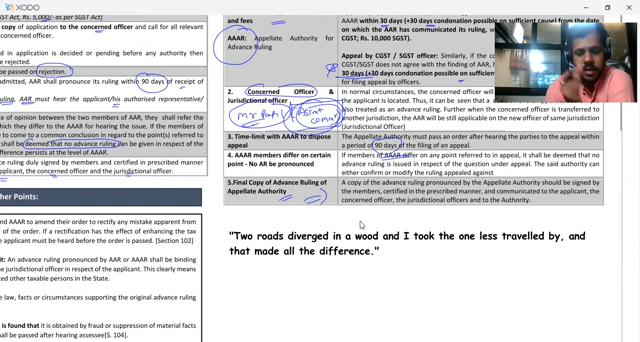 XODO
Act, Rs. 5,000/- as per SGST Act)
copy of application to the concerned officer and call for all relevant
concerned officer.
ed in application is decided or pending before any authority then
be passed on rejection.
admitted, AAR shall pronounce its ruling within 90 days of receipt of
ruling. AAR must hear the applicant/his authorised representative/
ce of opinion between the two members of AAR, they shall refer the
hich they differ to the AAAR for hearing the issue. If the members of
to come to a common conclusion in regard to the point(s) referred to
shall be deemed that no advance ruling can be given in respect of the
fference persists at the level of AAAR.
ce ruling duly signed by members and certified in prescribed manner
pplicant, the concerned officer and the jurisdictional officer.
ther Points:
nd AAAR to amend their order to rectify any mistake apparent from
of the order. If a rectification has the effect of enhancing the tax
he applicant must be heard before the order is passed. [Section 102]
it: An advance ruling pronounced by AAR or AAAR shall be binding
e jurisdictional officer in respect of the applicant. This clearly means
ted other taxable persons in the State.
e law, facts or circumstances supporting the original advance ruling
is found that it is obtained by fraud or suppression of material facts
all be passed after hearing assessee[S. 104].
and fees
AAAR: Appellate Authority for
Advance Ruling
AAAR within 30 days (+30 days condonation possible on sufficient cause) from the date
on which the AAR has communicated its ruling,
CGST; Rs. 10,000 SGST.
Appeal by CGST / SGST officer: Similarly, if the
CGST/SGST does not agree with the finding of AAR,
30 days (+30 days condonation possible on sufficient
for filing appeal by officers.
2. Concerned Officer &
Jurisdictional officer
In normal circumstances, the concerned officer will
the applicant is located. Thus, it can be seen that a
also treated as an advance ruling. Further when the concerned officer is transferred to
another jurisdiction, the AAR will still be applicable on the new officer of same jurisdiction
(Jurisdictional Officer)
3. Time-limit with AAAR to dispose
appeal
The Appellate Authority must pass an order after hearing the parties to the appeal within
a period of 90 days of the filing of an appeal.
4. AAAR members differ on certain
point - No AR be pronounced
If members of AAAR differ on any point referred to in appeal, it shall be deemed that no
advance ruling is issued in respect of the question under appeal. The said authority can
either confirm or modify the ruling appealed against
5.Final Copy of Advance Ruling of
Appellate Authority
A copy of the advance ruling pronounced by the Appellate Authority should be signed by
the members, certified in the prescribed manner, and communicated to the applicant, the
concerned officer, the jurisdictional officers and to the Authority.
"Two roads diverged in a wood and I took the one less travelled by, and
that made all the difference."